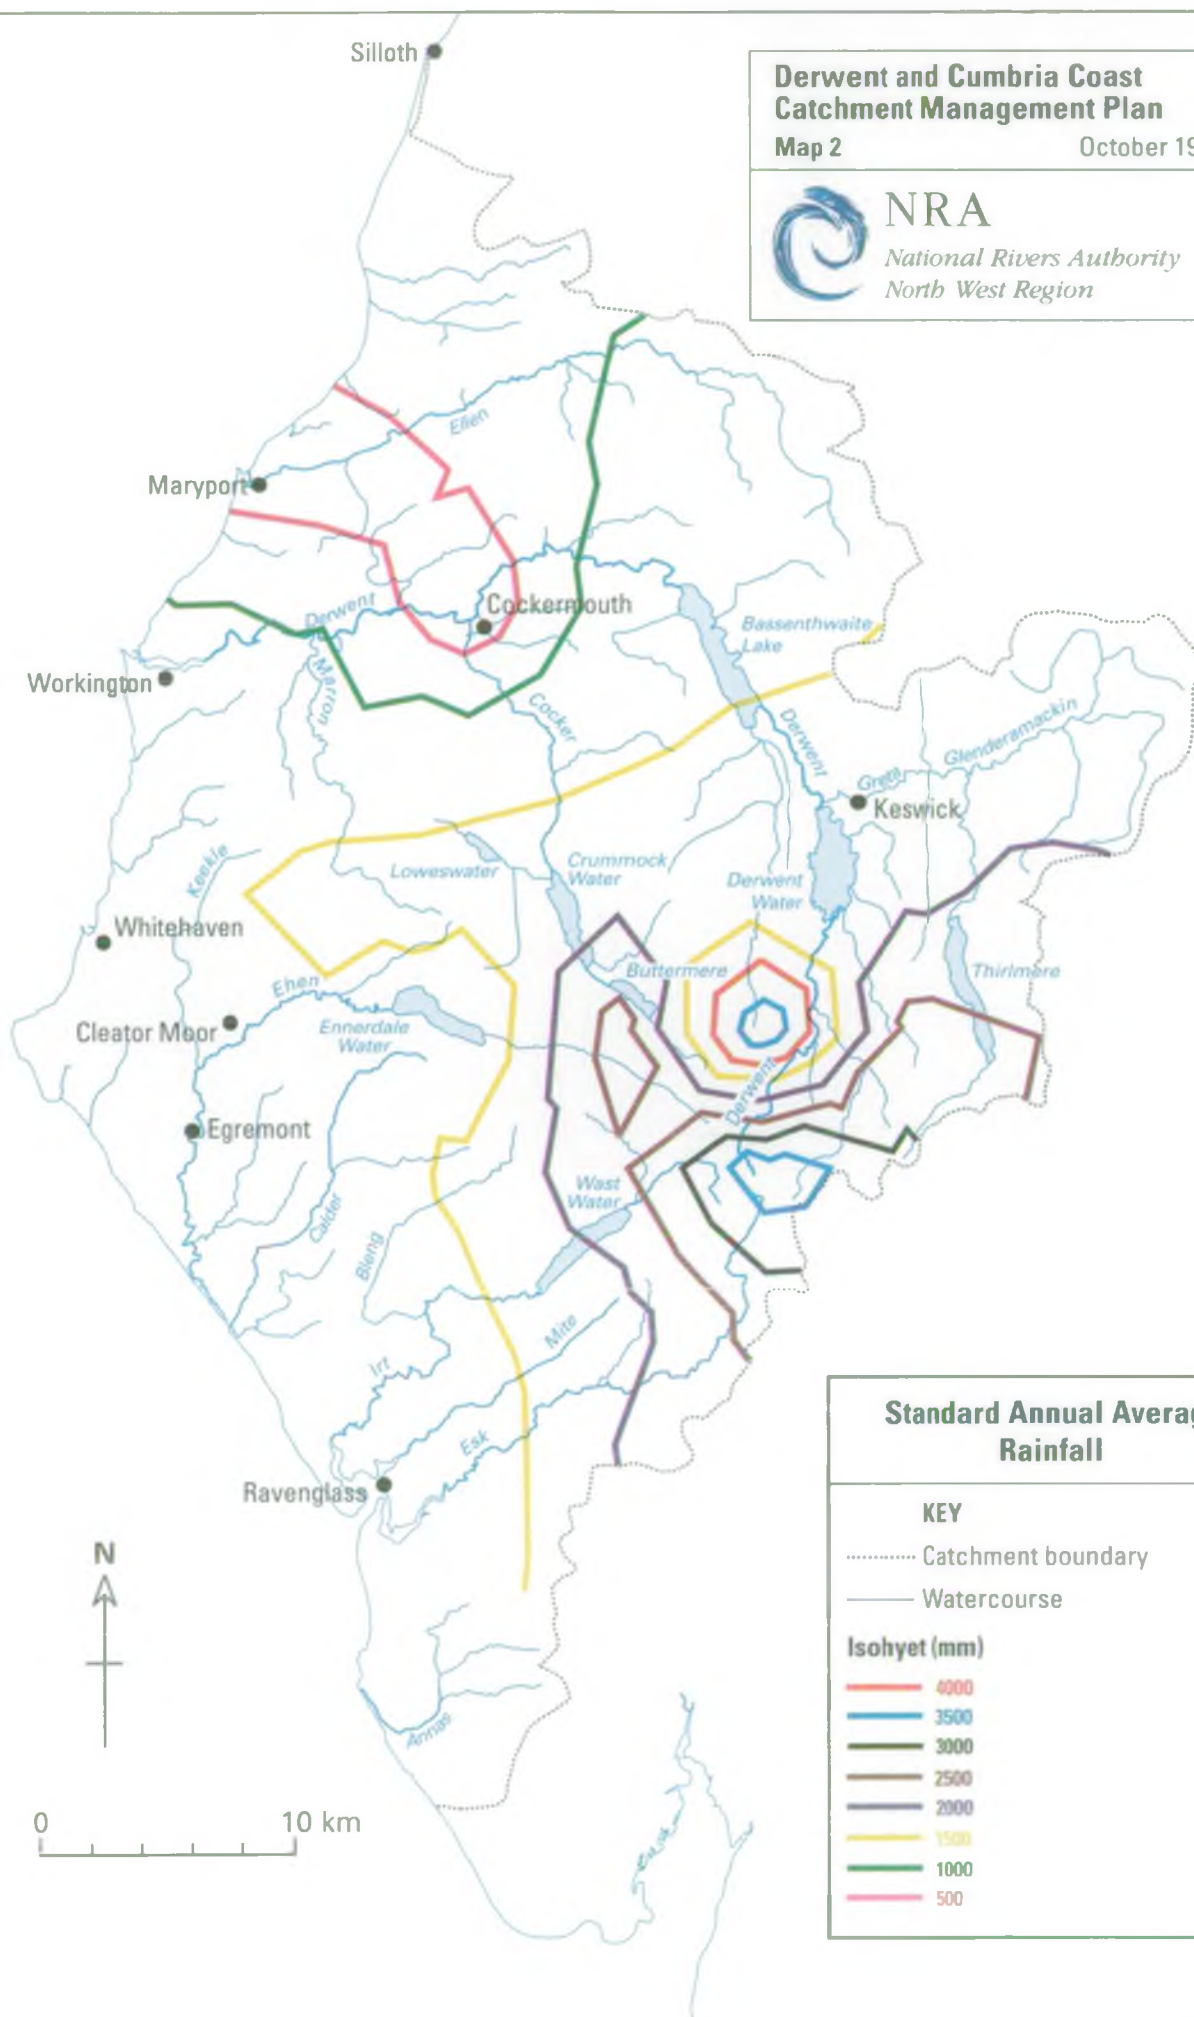 Silloth
Derwent and Cumbria Coast
Catchment Management Plan
Map 2 October 19
NRA
National Rivers Authority
North West Region
Ellen
Maryport
Derwent
Cockermouth
Bassenthwaite
Lake
Workington
Marron
Cocker
Derwent
Glenderamackin
Greta
Keswick
Keekle
Loweswater
Crummock
Water
Derwent
Water
Whitehaven
Buttermere
Thirlmere
Ehen
Cleator Moor
Ennerdale
Water
Derwent
Egremont
Wast
Water
Calder
Bleng
Mite
Irt
Esk
Ravenglass
N
Annas
0 10 km
Standard Annual Averag
Rainfall
KEY
Catchment boundary
Watercourse
Isohyet (mm)
4000
3500
3000
2500
2000
1500
1000
500